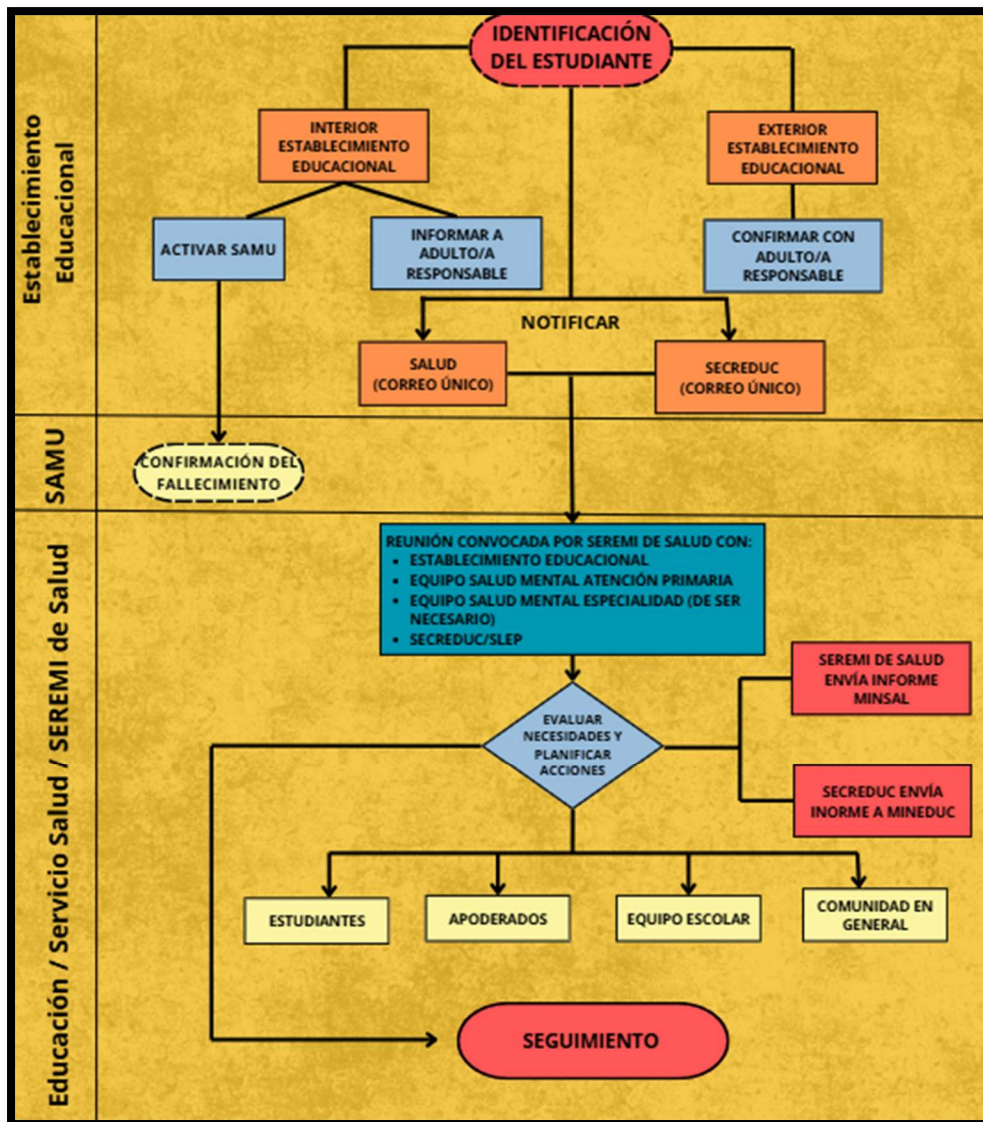 IDENTIFICACIÓN
DEL ESTUDIANTE
Establecimiento
Educacional
INTERIOR
ESTABLECIMIENTO
EDUCACIONAL
EXTERIOR
ESTABLECIMIENTO
EDUCACIONAL
ACTIVAR SAMU
INFORMAR A
ADULTO/A
RESPONSABLE
CONFIRMAR CON
ADULTO/A
RESPONSABLE
NOTIFICAR
SALUD
(CORREO ÚNICO)
SECREDUC
(CORREO ÚNICO)
SAMU
CONFIRMACIÓN DEL
FALLECIMIENTO
Educación / Servicio Salud / SEREMI de Salud
REUNIÓN CONVOCADA POR SEREMI DE SALUD CON:
• ESTABLECIMIENTO EDUCACIONAL
• EQUIPO SALUD MENTAL ATENCIÓN PRIMARIA
• EQUIPO SALUD MENTAL ESPECIALIDAD (DE SER
NECESARIO)
• SECREDUC/SLEP
EVALUAR
NECESIDADES Y
PLANIFICAR
ACCIONES
SEREMI DE SALUD
ENVÍA INFORME
MINSAL
SECREDUC ENVÍA
INORME A MINEDUC
ESTUDIANTES
APODERADOS
EQUIPO ESCOLAR
COMUNIDAD EN
GENERAL
SEGUIMIENTO